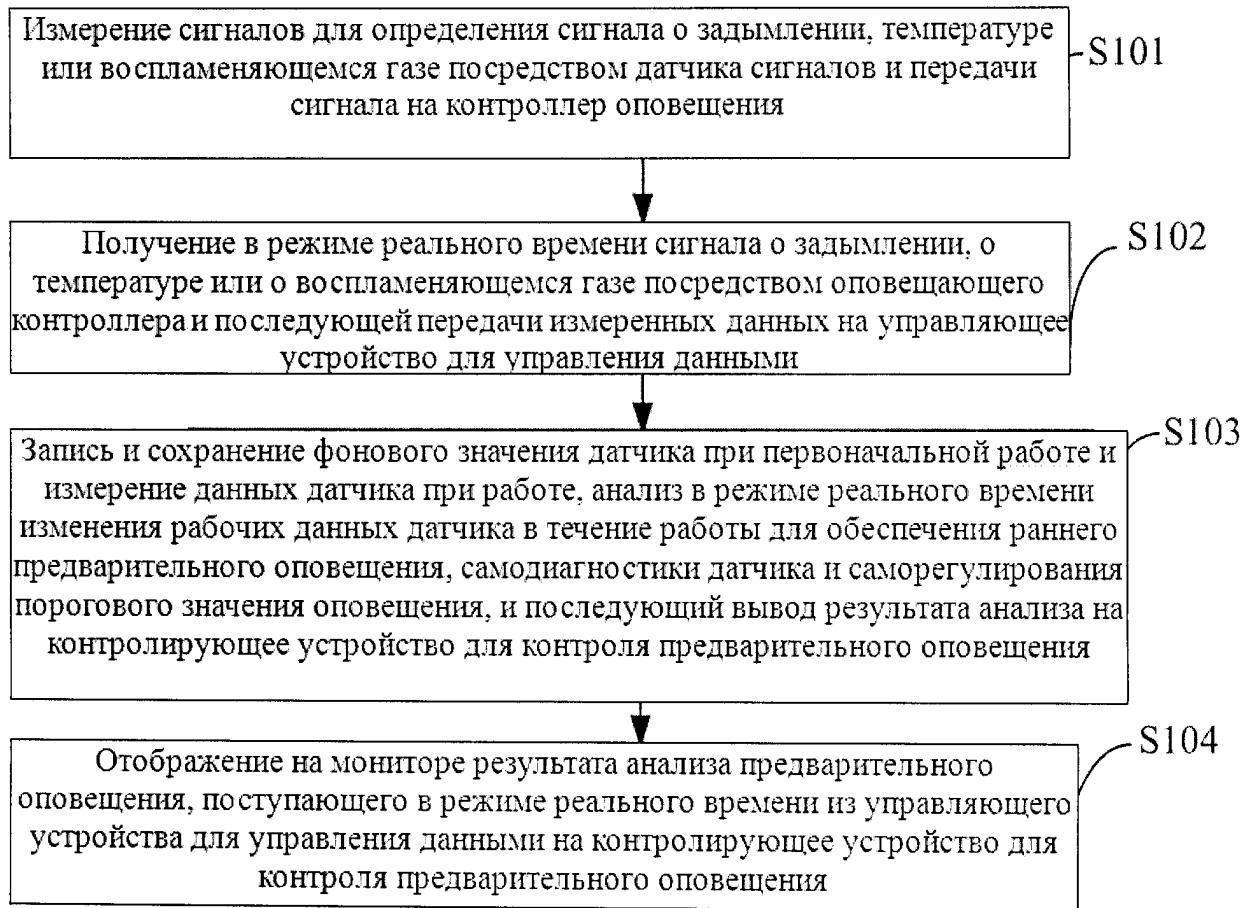 Измерение сигналов для определения сигнала о задымлении, температуре
или воспламеняющемся газе посредством датчика сигналов и передачи
сигнала на контроллер оповещения
S101
Получение в режиме реального времени сигнала о задымлении, о
температуре или о воспламеняющемся газе посредством оповещающего
контроллера и последующей передачи измеренных данных на управляющее
устройство для управления данными
S102
Запись и сохранение фонового значения датчика при первоначальной работе и
измерение данных датчика при работе, анализ в режиме реального времени
изменения рабочих данных датчика в течение работы для обеспечения раннего
предварительного оповещения, самодиагностики датчика и саморегулирования
порогового значения оповещения, и последующий вывод результата анализа на
контролирующее устройство для контроля предварительного оповещения
S103
Отображение на мониторе результата анализа предварительного
оповещения, поступающего в режиме реального времени из управляющего
устройства для управления данными на контролирующее устройство для
контроля предварительного оповещения
S104